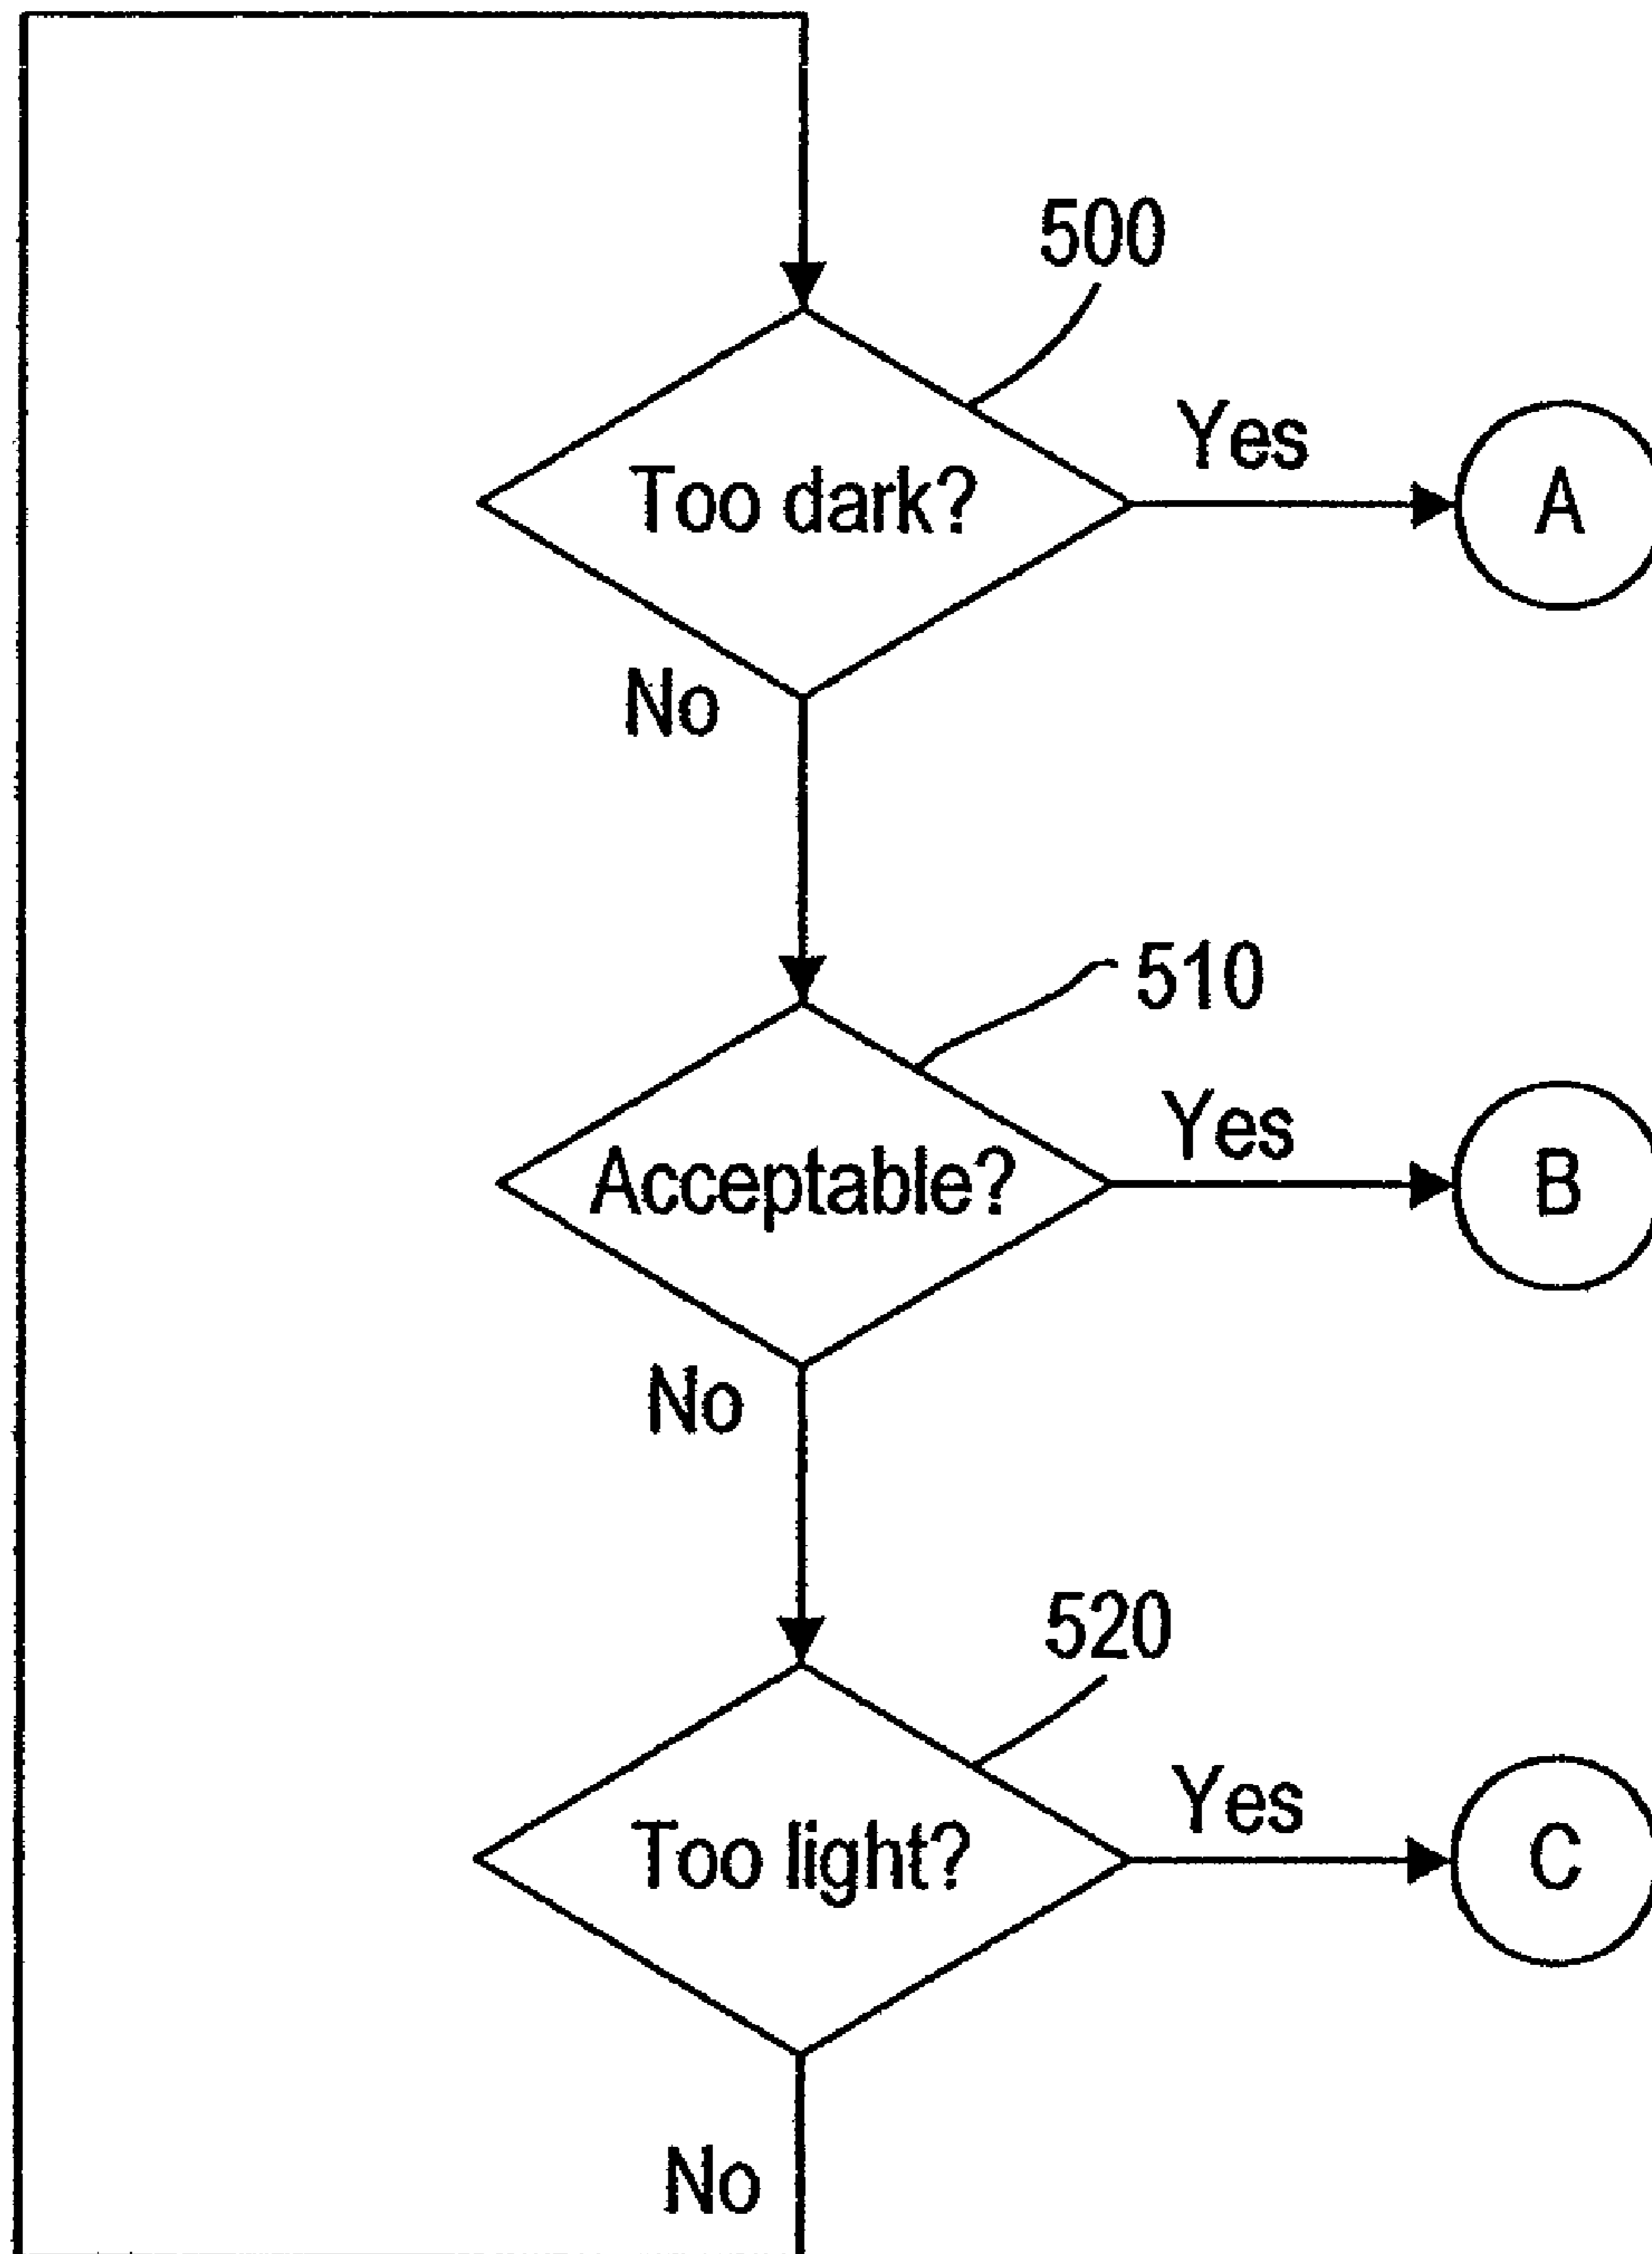 500
Yes
Too dark?
A
No
510
Yes
Acceptable?
B
No
520
Yes
Too light?
C
No